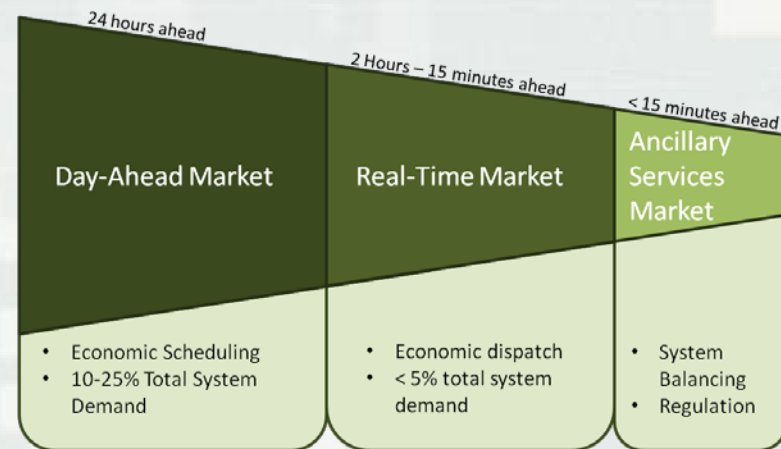 24 hours ahead
2 Hours – 15 minutes ahead
< 15 minutes ahead
Day-Ahead Market
Real-Time Market
Ancillary
Services
Market
• Economic Scheduling
• 10-25% Total System
Demand
• Economic dispatch
• < 5% total system
demand
• System
Balancing
• Regulation